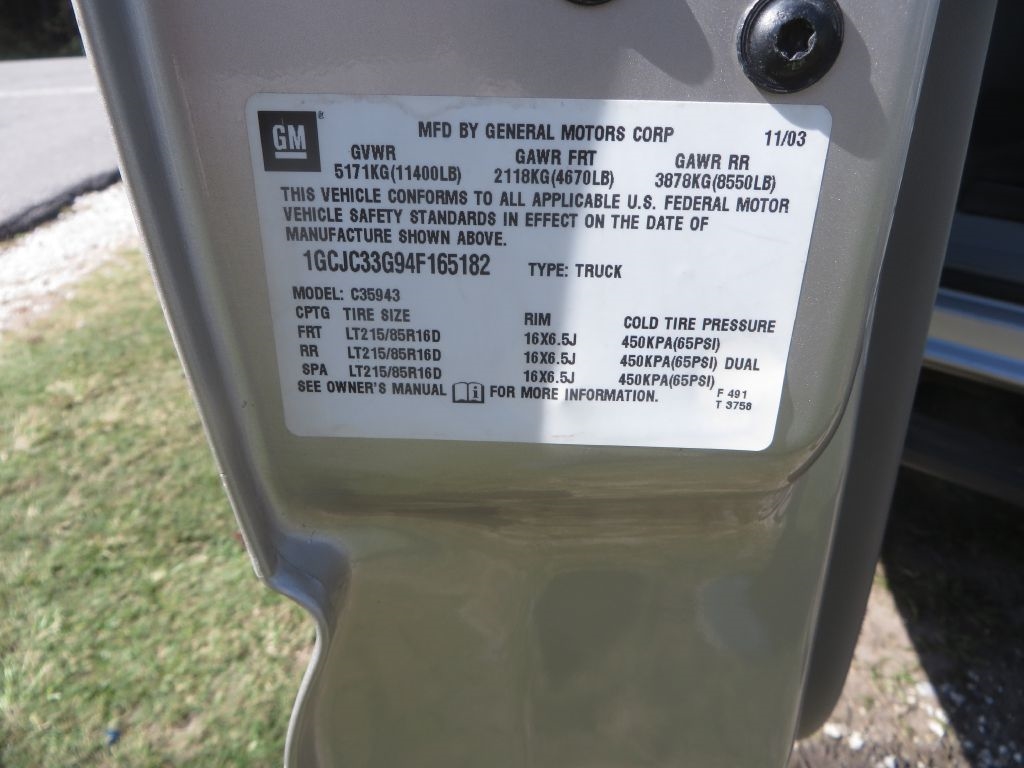 GM ® MFD BY GENERAL MOTORS CORP 11/03
GVWR GAWR FRT GAWR RR
5171KG(11400LB) 2118KG(4670LB) 3878KG(8550LB)
THIS VEHICLE CONFORMS TO ALL APPLICABLE U.S. FEDERAL MOTOR
VEHICLE SAFETY STANDARDS IN EFFECT ON THE DATE OF
MANUFACTURE SHOWN ABOVE.
1GCJC33G94F165182 TYPE: TRUCK
MODEL: C35943
CPTG TIRE SIZE RIM COLD TIRE PRESSURE
FRT LT215/85R16D 16X6.5J 450KPA(65PSI)
RR LT215/85R16D 16X6.5J 450KPA(65PSI) DUAL
SPA LT215/85R16D 16X6.5J 450KPA(65PSI)
SEE OWNER'S MANUAL i FOR MORE INFORMATION. F 491
T 3758